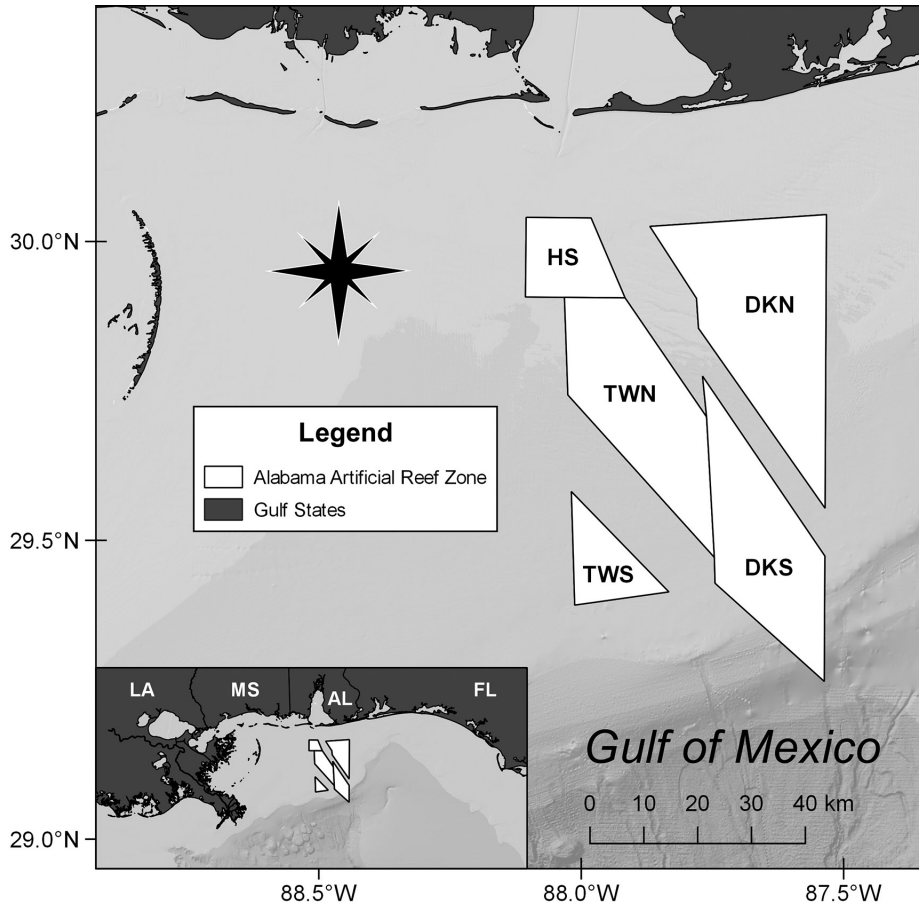 30.0°N
HS
DKN
TWN
Legend
Alabama Artificial Reef Zone
Gulf States
29.5°N
TWS
DKS
LA
MS
AL
FL
Gulf of Mexico
0 10 20 30 40 km
29.0°N
88.5°W 88.0°W 87.5°W